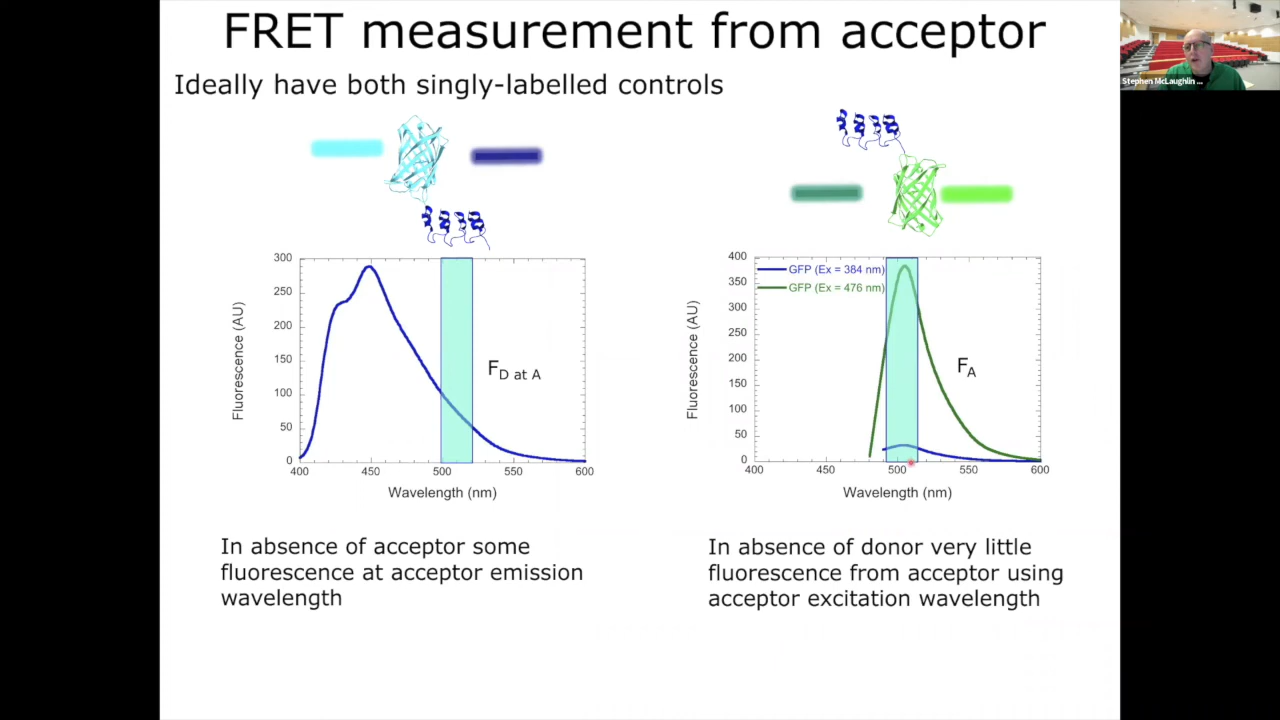 FRET measurement from acceptor
Stephen McLaughlin ...
Ideally have both singly-labelled controls
300
250
200
150
100
50
0
400
450
500
550
600
Fluorescence (AU)
Wavelength (nm)
F D at A
400
350
300
250
200
150
100
50
0
400
450
500
550
600
Fluorescence (AU)
Wavelength (nm)
GFP (Ex = 384 nm)
GFP (Ex = 476 nm)
F A
In absence of acceptor some
fluorescence at acceptor emission
wavelength
In absence of donor very little
fluorescence from acceptor using
acceptor excitation wavelength